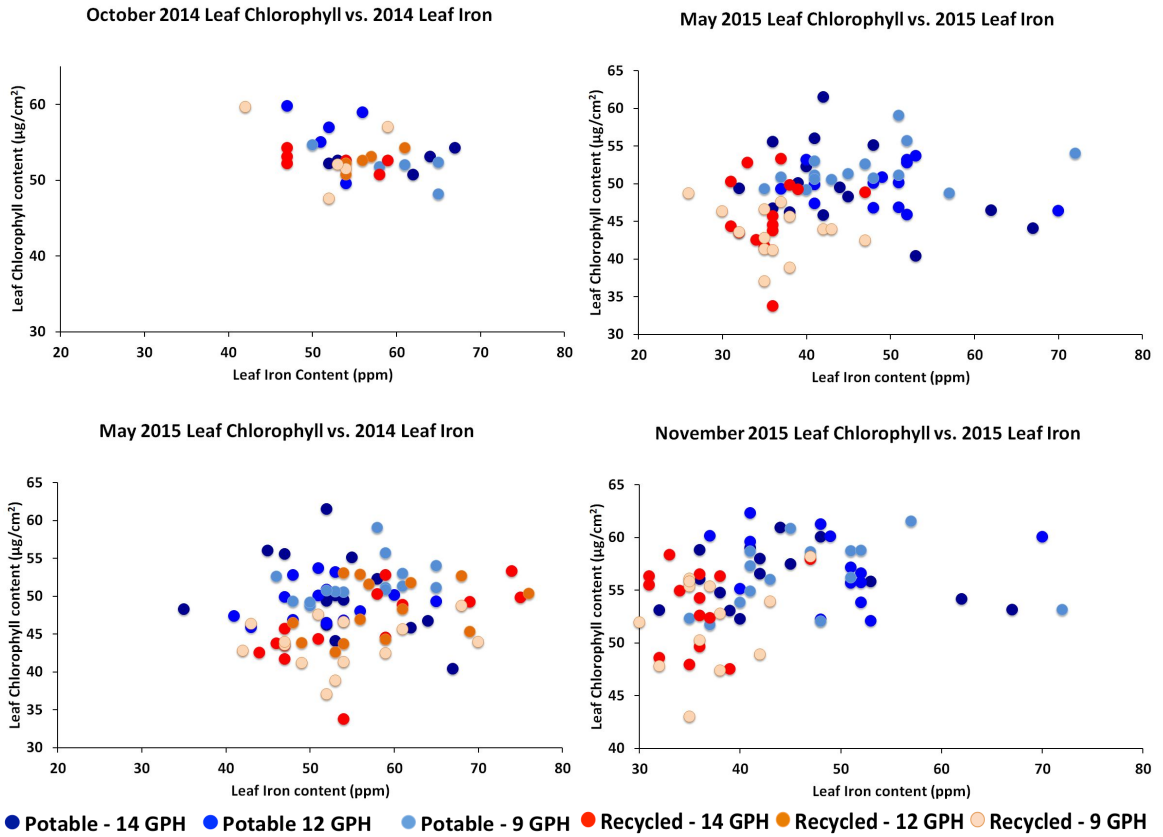 October 2014 Leaf Chlorophyll vs. 2014 Leaf Iron
Leaf Chlorophyll content (µg/cm²)
60
50
40
30
20
30
40
50
60
70
80
Leaf Iron Content (ppm)
May 2015 Leaf Chlorophyll vs. 2015 Leaf Iron
Leaf Chlorophyll content (µg/cm²)
65
60
55
50
45
40
35
30
20
30
40
50
60
70
80
Leaf Iron content (ppm)
May 2015 Leaf Chlorophyll vs. 2014 Leaf Iron
Leaf Chlorophyll content (µg/cm²)
65
60
55
50
45
40
35
30
20
30
40
50
60
70
80
Leaf Iron content (ppm)
November 2015 Leaf Chlorophyll vs. 2015 Leaf Iron
Leaf Chlorophyll content (µg/cm²)
65
60
55
50
45
40
30
40
50
60
70
80
Leaf Iron content (ppm)
Potable - 14 GPH
Potable 12 GPH
Potable - 9 GPH
Recycled - 14 GPH
Recycled - 12 GPH
Recycled - 9 GPH